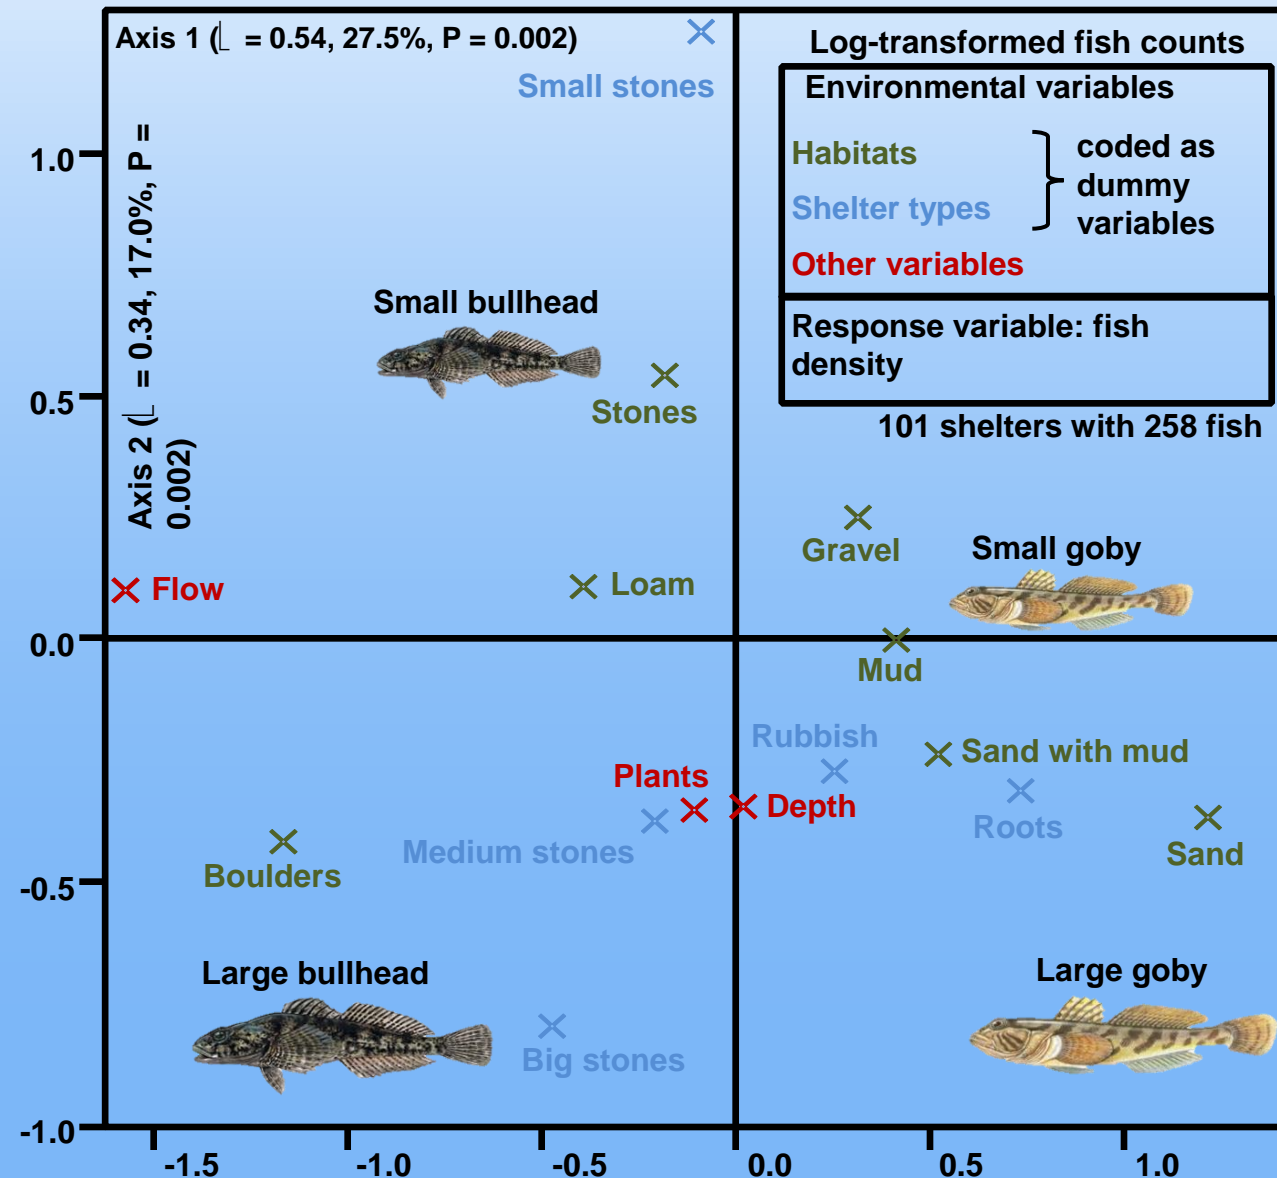 Axis 1 ( = 0.54, 27.5%, P = 0.002)
Axis 2 ( = 0.34, 17.0%, P =
0.002)
Log-transformed fish counts
Environmental variables
Habitats
Shelter types
Other variables
coded as
dummy
variables
Response variable: fish
density
101 shelters with 258 fish
Small stones
Small bullhead
Stones
Gravel
Small goby
Flow
Loam
Mud
Rubbish
Sand with mud
Plants
Depth
Roots
Medium stones
Sand
Boulders
Large bullhead
Large goby
Big stones
1.0
0.5
0.0
-0.5
-1.0
-1.5
-1.0
-0.5
0.0
0.5
1.0